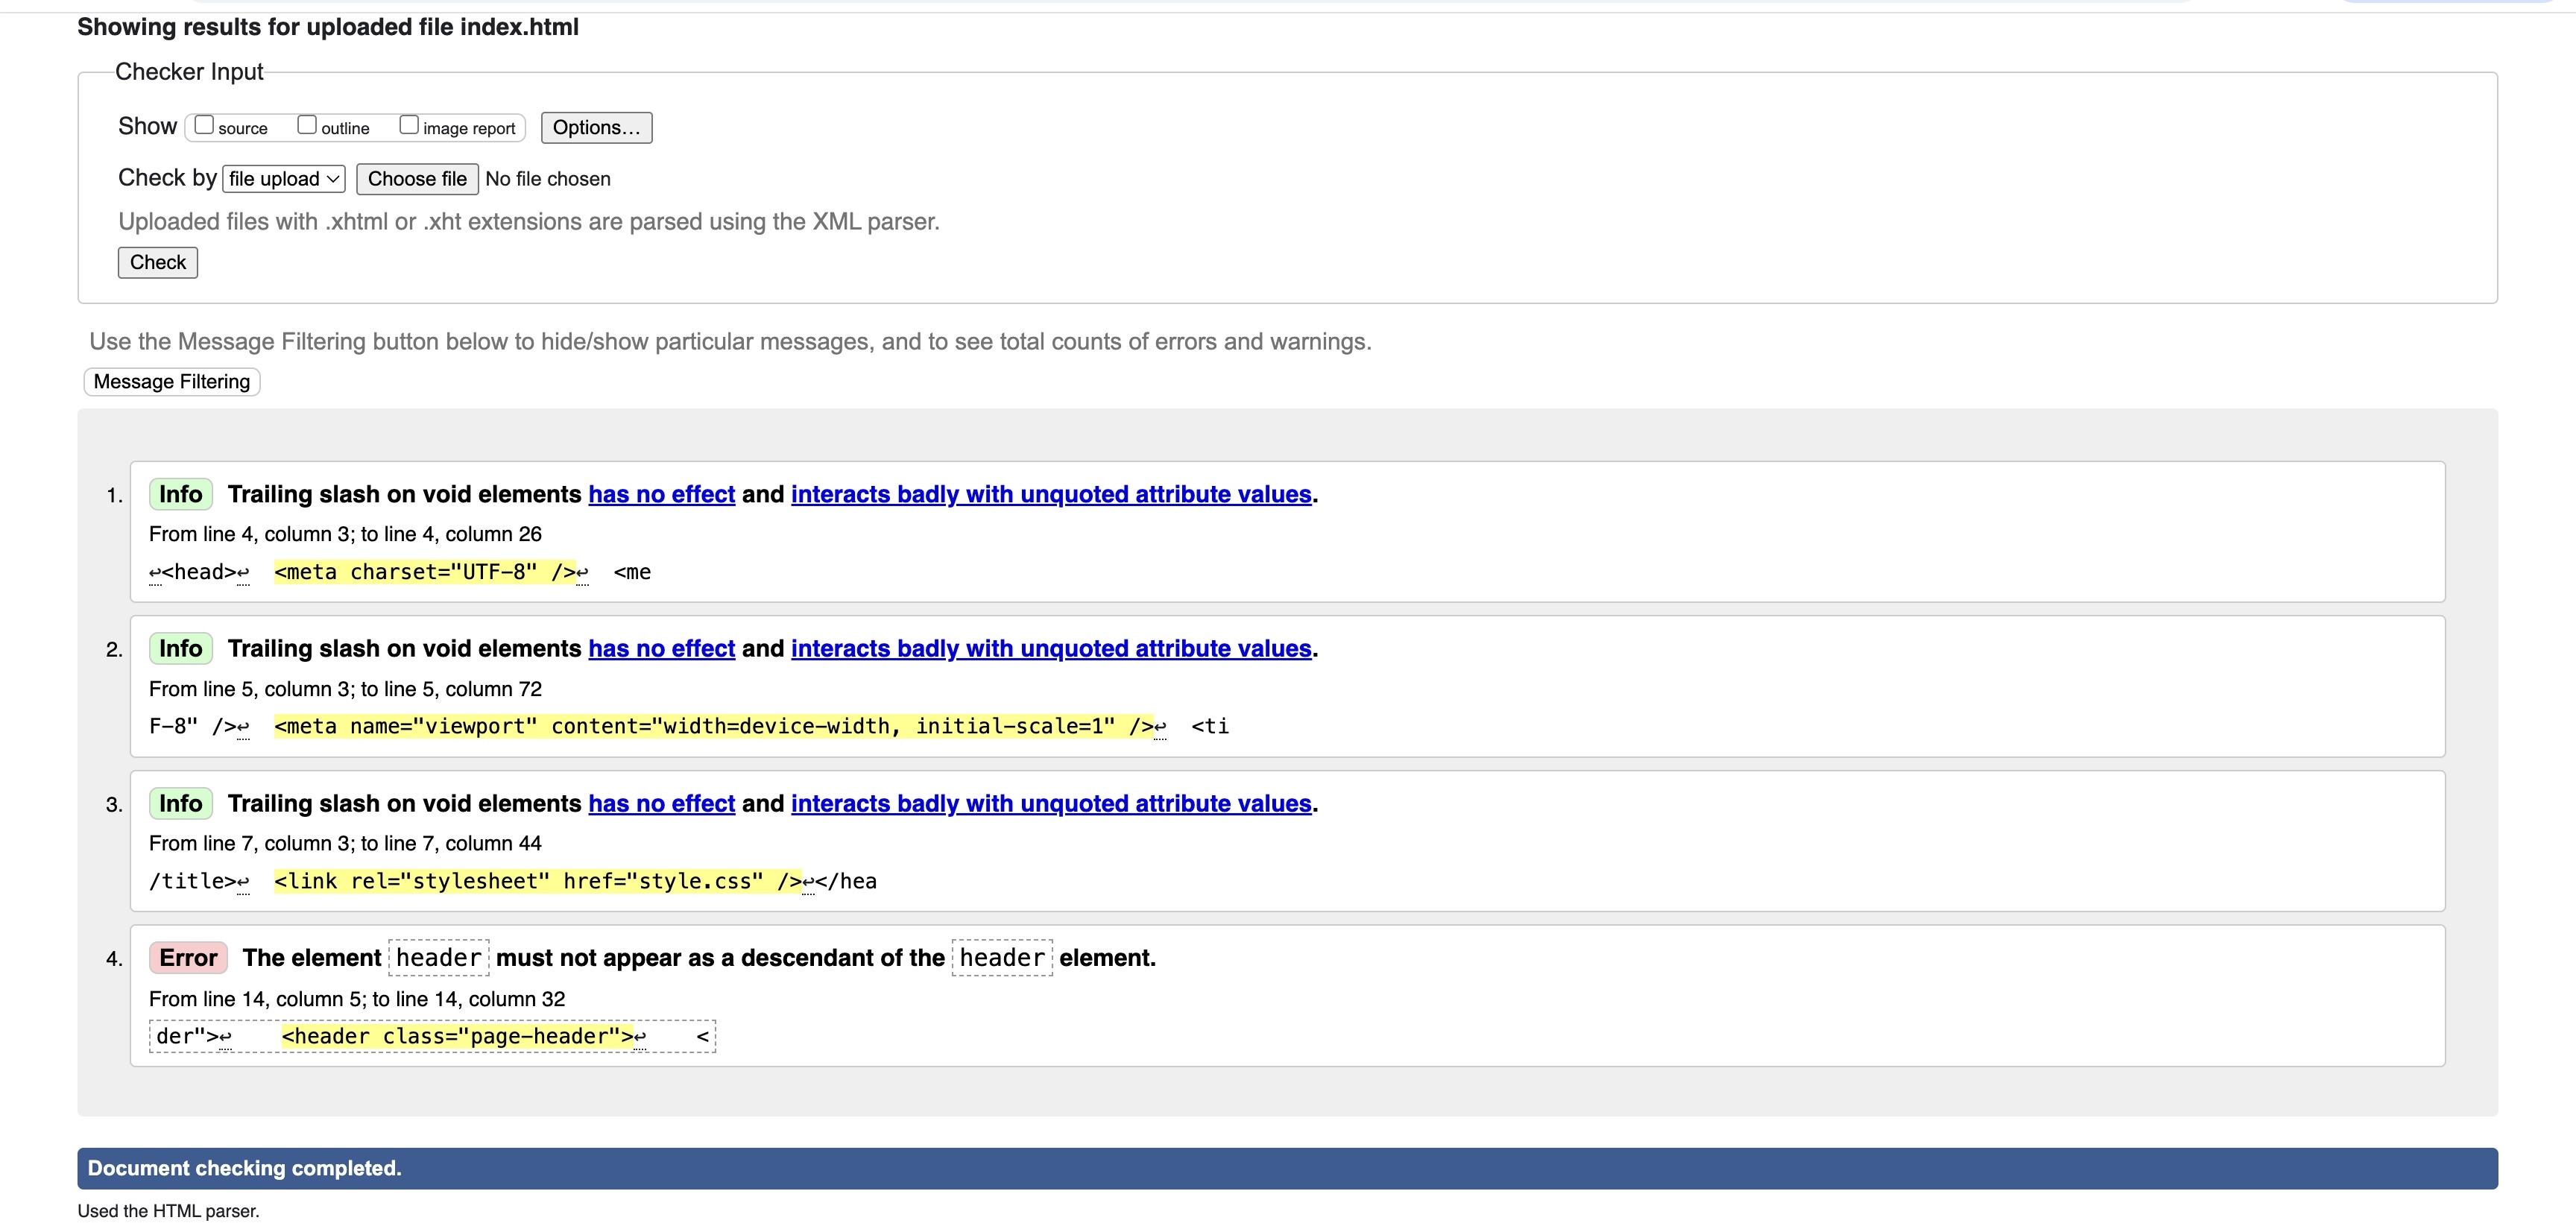 Showing results for uploaded file index.html
Checker Input
Show source outline image report Options...
Check by file upload Choose file No file chosen
Uploaded files with .xhtml or .xht extensions are parsed using the XML parser.
Check
Use the Message Filtering button below to hide/show particular messages, and to see total counts of errors and warnings.
Message Filtering
1. Info Trailing slash on void elements has no effect and interacts badly with unquoted attribute values.
From line 4, column 3; to line 4, column 26
↩<head>↩ <meta charset="UTF-8" />↩ <me
2. Info Trailing slash on void elements has no effect and interacts badly with unquoted attribute values.
From line 5, column 3; to line 5, column 72
F-8" />↩ <meta name="viewport" content="width=device-width, initial-scale=1" />↩ <ti
3. Info Trailing slash on void elements has no effect and interacts badly with unquoted attribute values.
From line 7, column 3; to line 7, column 44
/title>↩ <link rel="stylesheet" href="style.css" />↩</hea
4. Error The element header must not appear as a descendant of the header element.
From line 14, column 5; to line 14, column 32
der">↩ <header class="page-header">↩ <
Document checking completed.
Used the HTML parser.